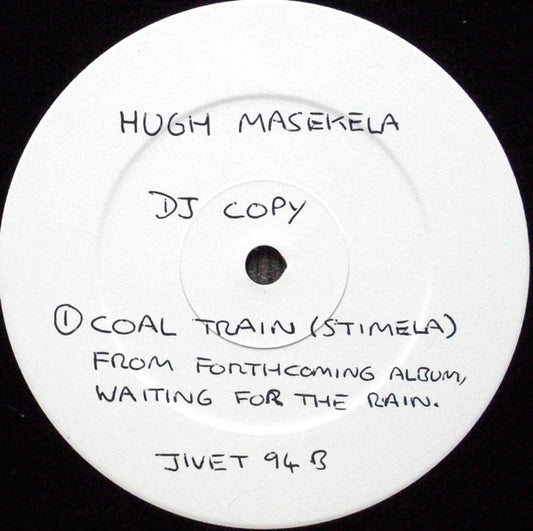 HUGH MASEKELA
DJ COPY
① COAL TRAIN (STIMELA)
FROM FORTHCOMING ALBUM,
WAITING FOR THE RAIN.
JIVET 94 B